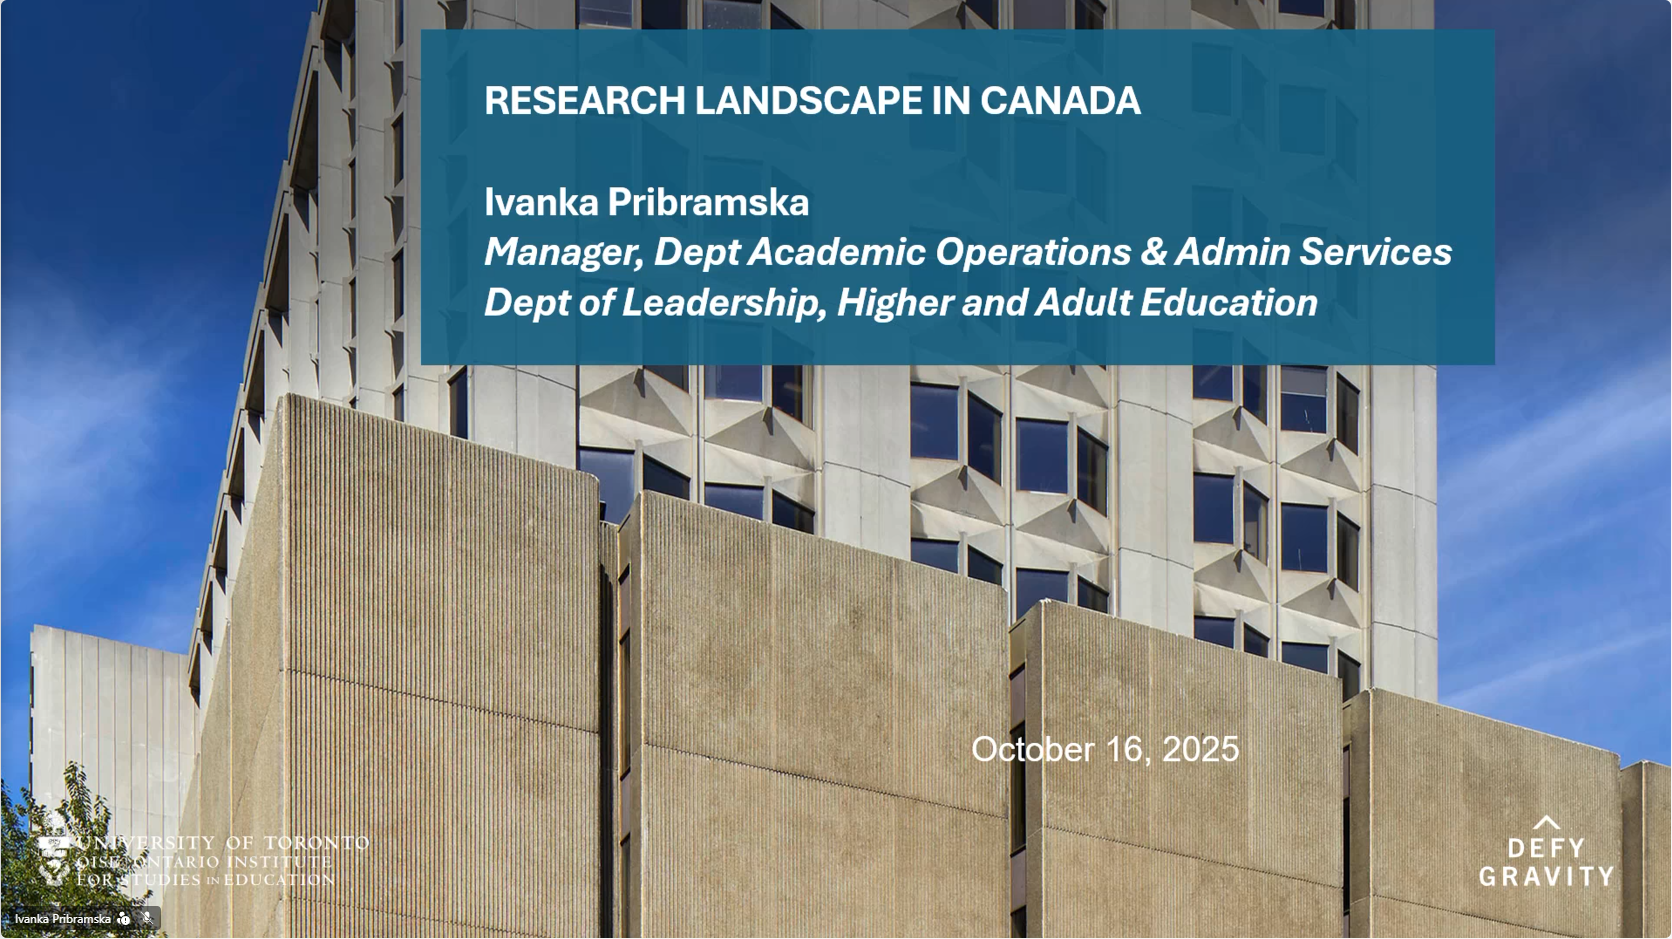 RESEARCH LANDSCAPE IN CANADA
Ivanka Pribramska
Manager, Dept Academic Operations & Admin Services
Dept of Leadership, Higher and Adult Education
October 16, 2025
UNIVERSITY OF TORONTO
OISE | ONTARIO INSTITUTE
FOR STUDIES IN EDUCATION
DEFY
GRAVITY
Ivanka Pribramska